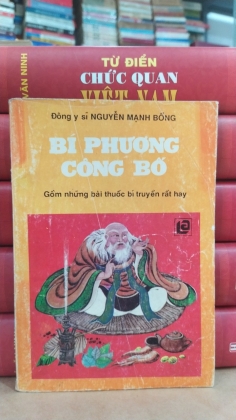 VĂN NINH
TỪ ĐIỂN
CHỨC QUAN
VIỆT NAM
Đông y sĩ NGUYỄN MẠNH BỔNG
BÍ PHƯƠNG
CÔNG BỐ
Gồm những bài thuốc bí truyền rất hay